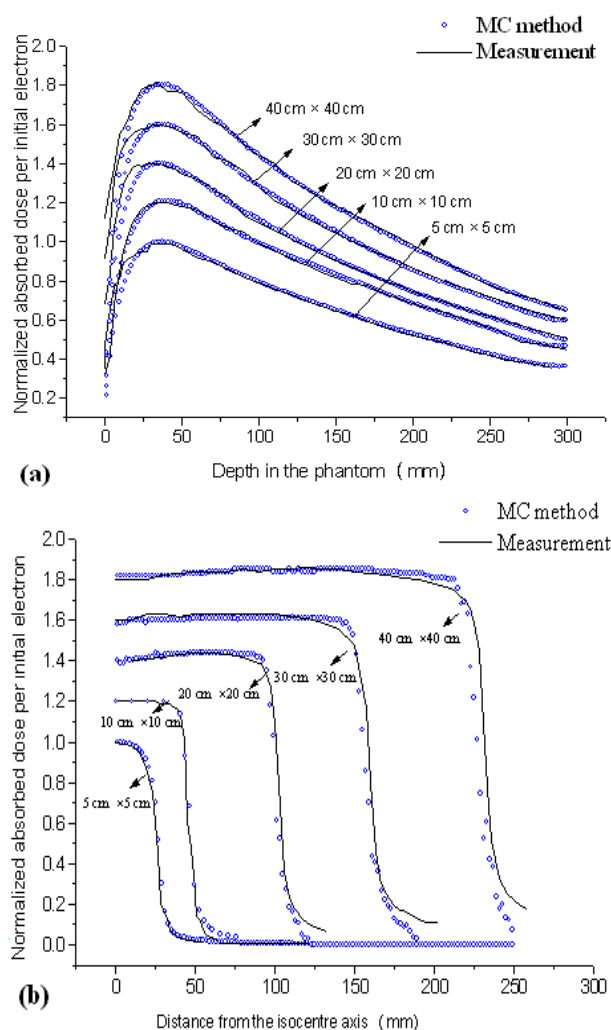 MC method
Measurement
2.0
1.8
1.6
1.4
1.2
1.0
0.8
0.6
0.4
0.2
Normalized absorbed dose per initial electron
40 cm × 40 cm
30 cm × 30 cm
20 cm × 20 cm
10 cm × 10 cm
5 cm × 5 cm
0 50 100 150 200 250 300
(a)
Depth in the phantom ( mm)
MC method
Measurement
2.0
1.8
1.6
1.4
1.2
1.0
0.8
0.6
0.4
0.2
0.0
Normalized absorbed dose per initial electron
40 cm ×40 cm
30 cm ×30 cm
20 cm ×20 cm
10 cm ×10 cm
5 cm ×5 cm
0 50 100 150 200 250 300
(b)
Distance from the isocentre axis (mm)